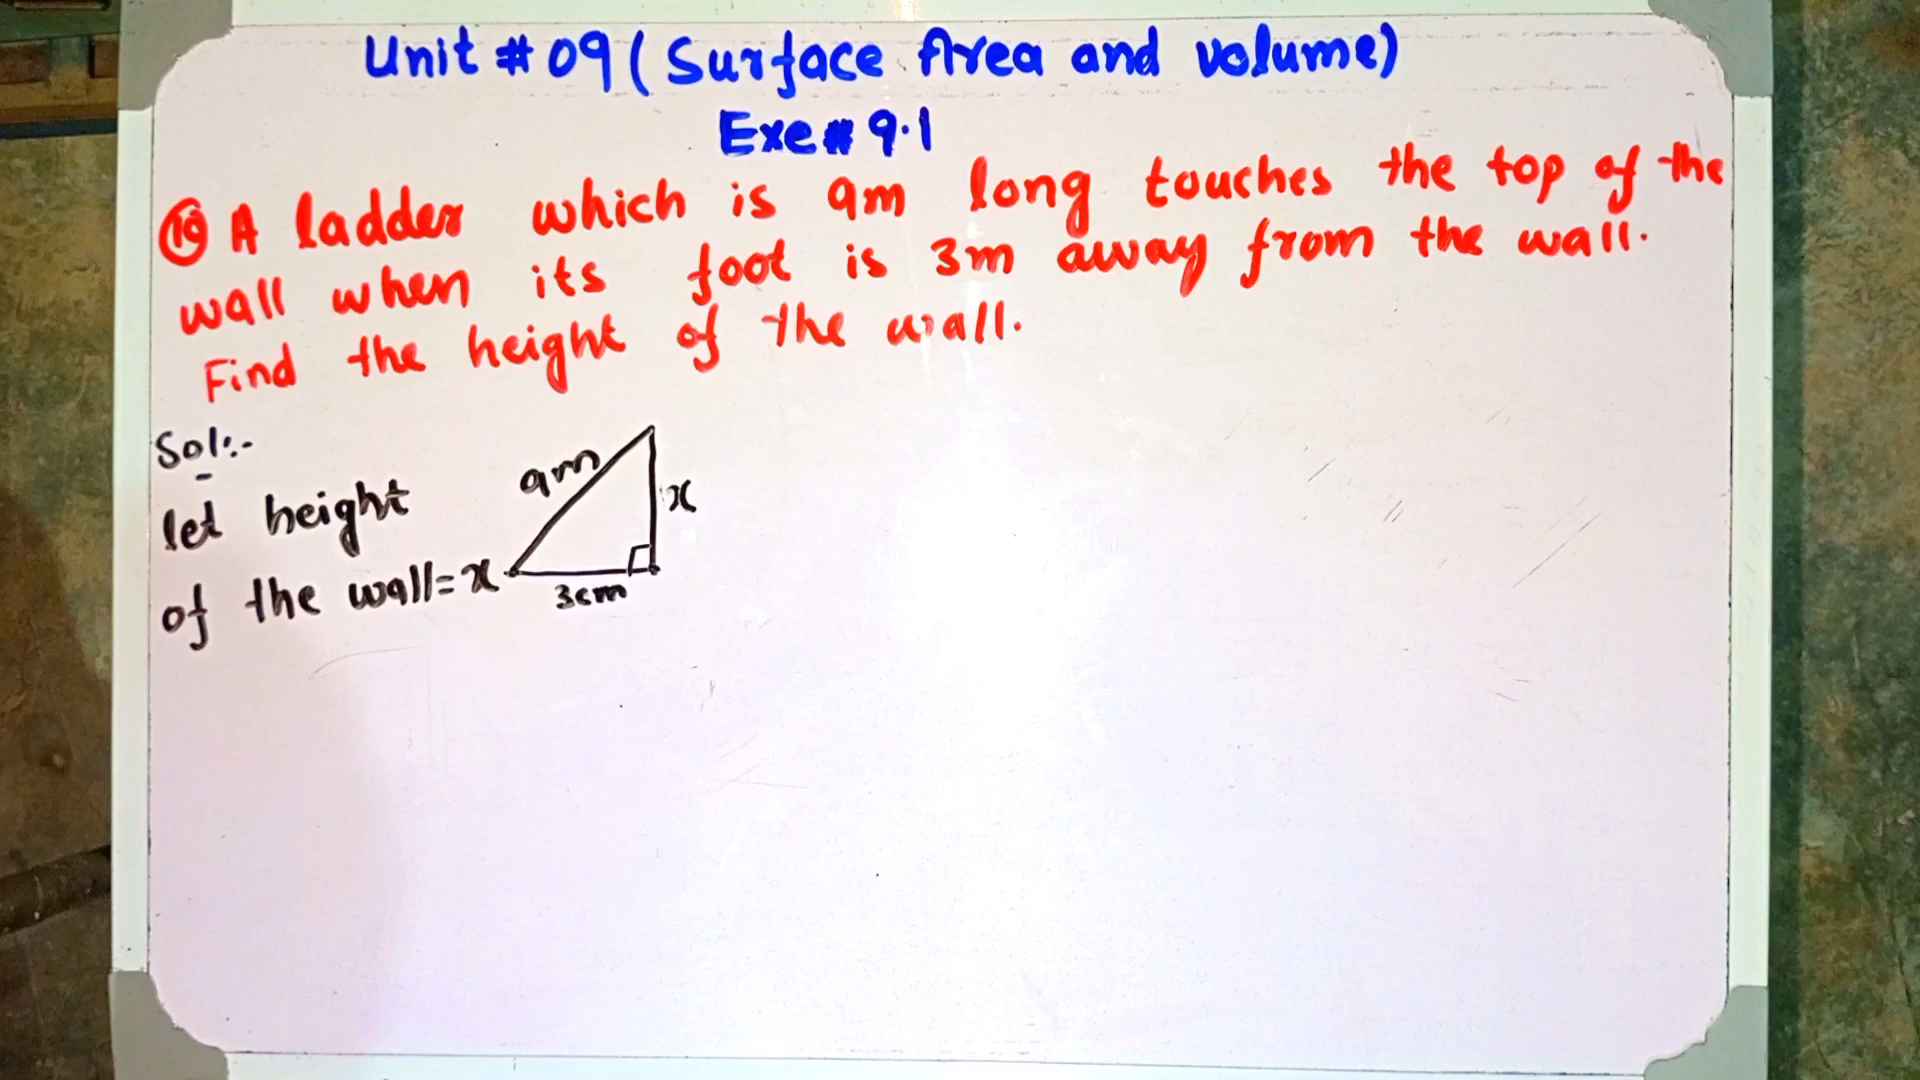 Unit # 09 (Surface Area and volume)
Exe # 9.1
A ladder which is 9m long touches the top of the
wall when its foot is 3m away from the wall.
Find the height of the wall.
Sol:-
let height
of the wall = x
9m
x
3cm